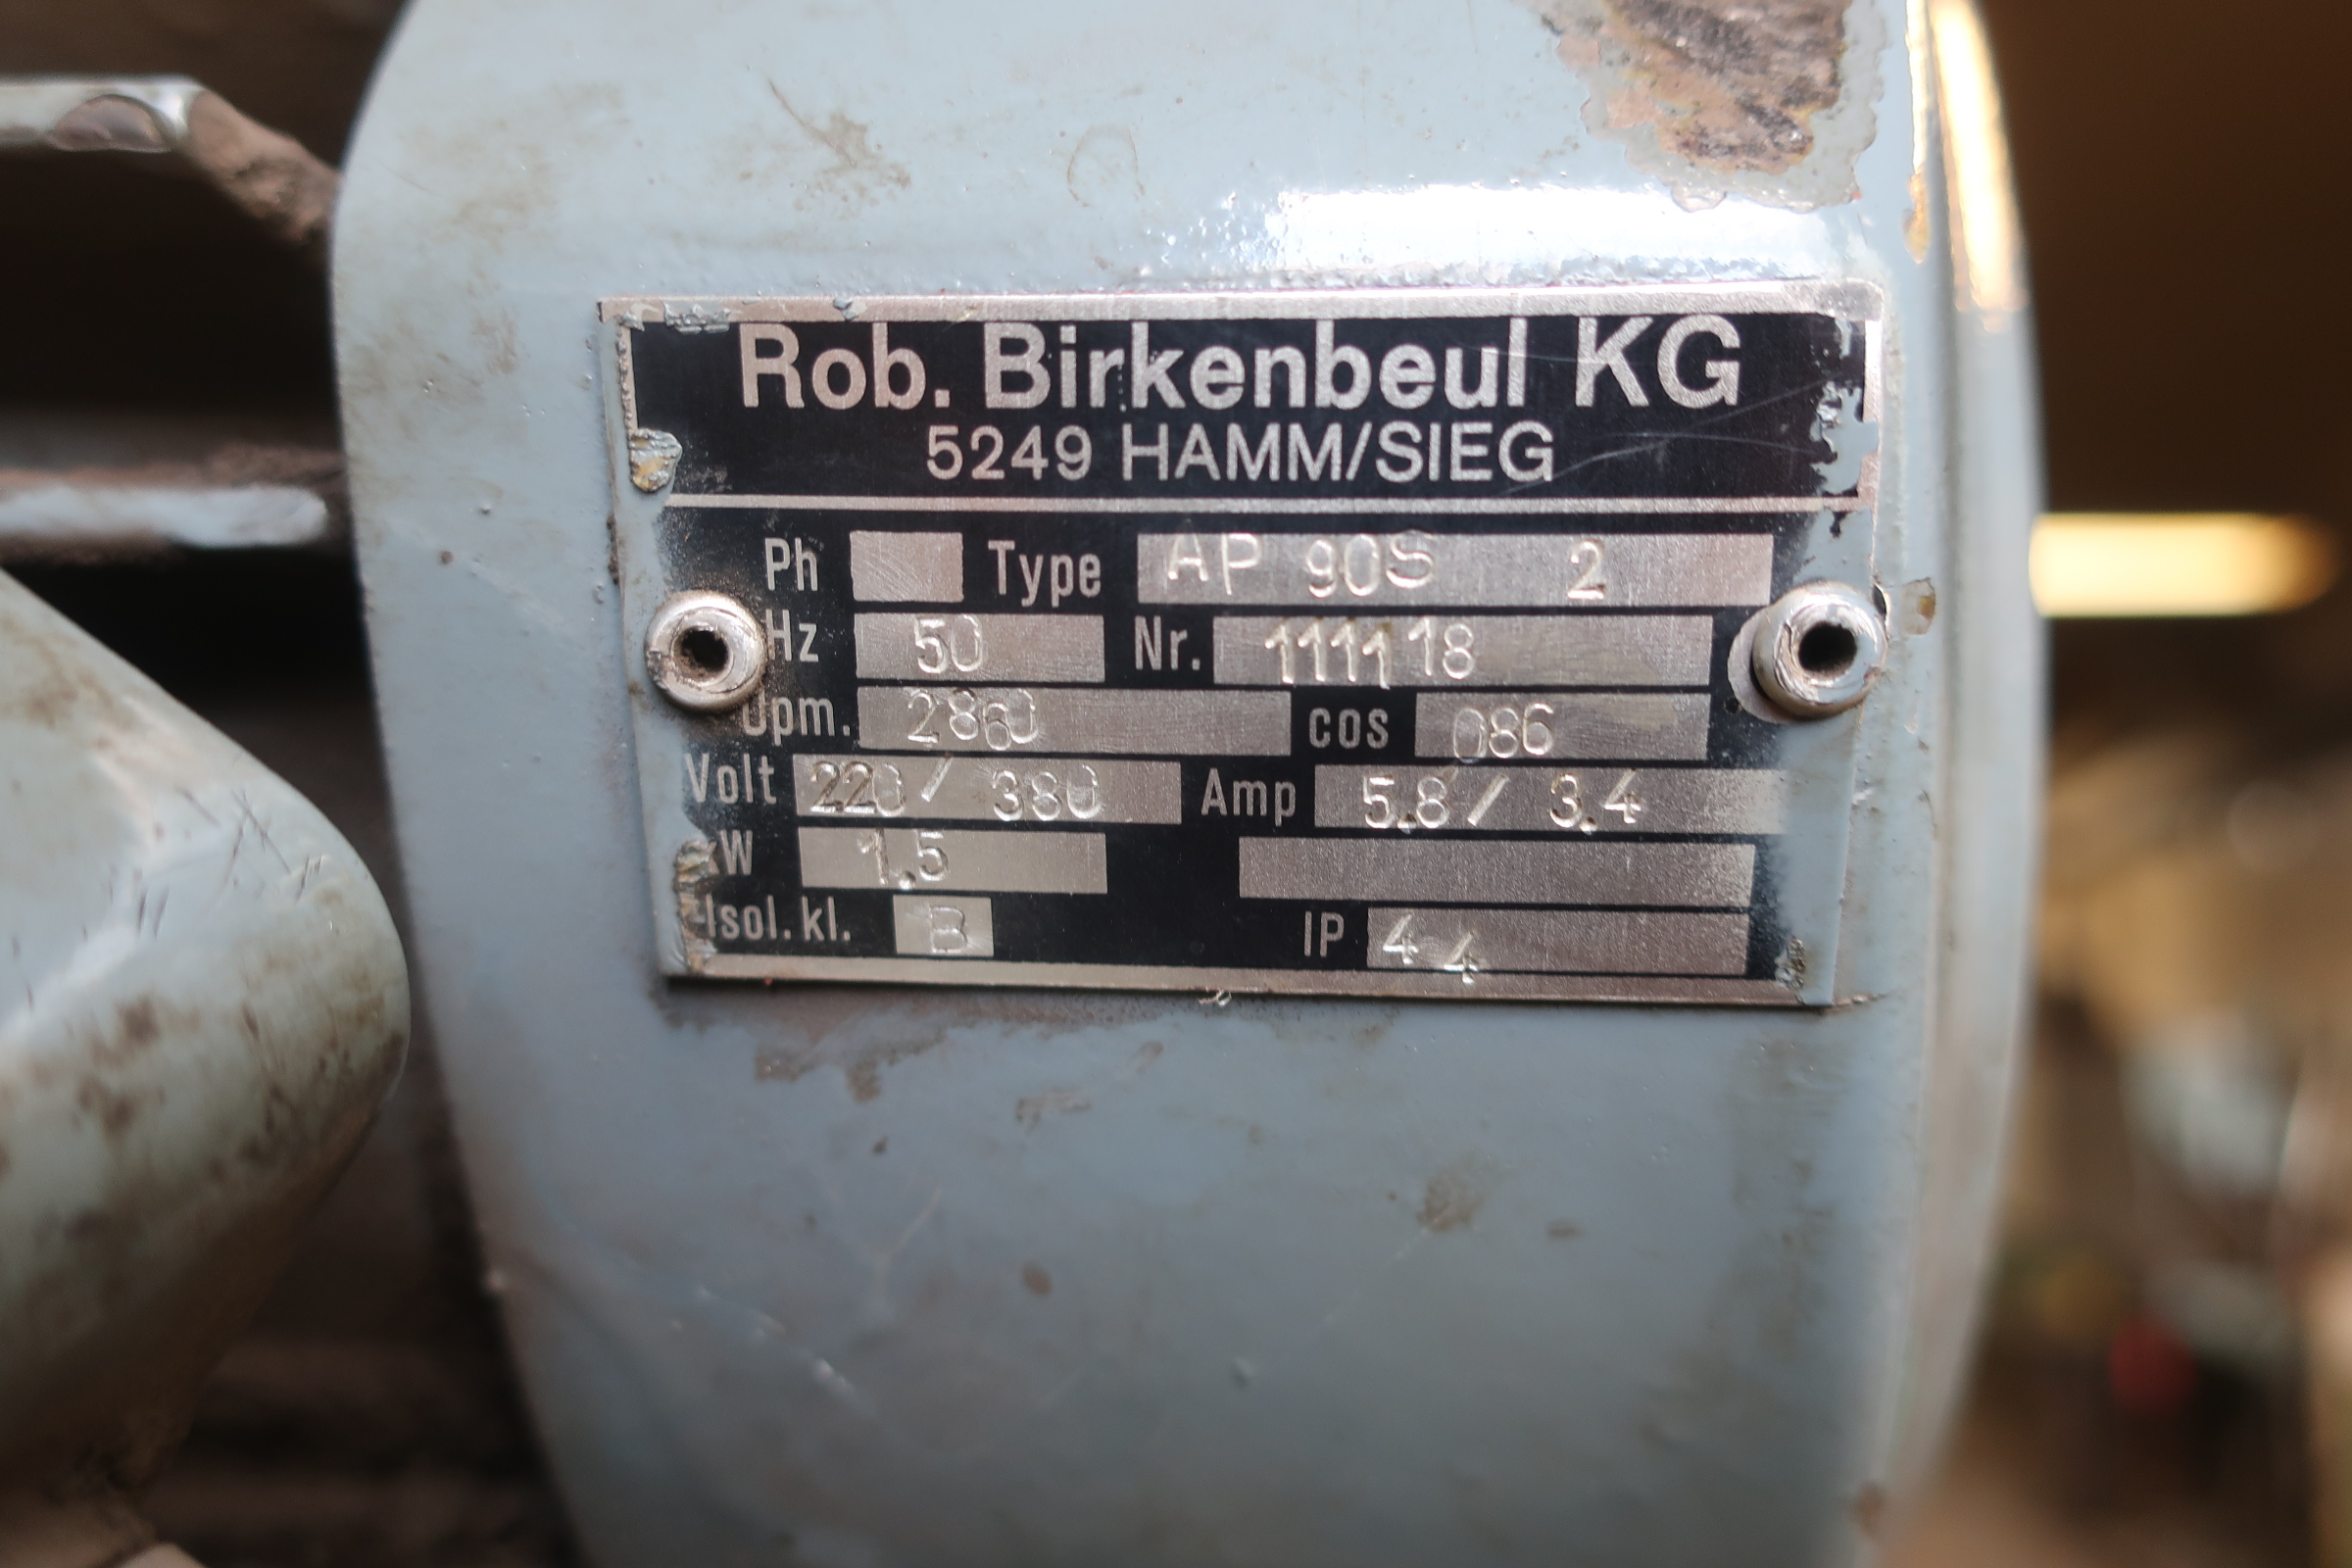 Rob. Birkenbeul KG
5249 HAMM/SIEG
Ph Type AP 90S 2
Hz 50 Nr. 111118
Upm. 2860 cos 086
Volt 220/ 380 Amp 5.8/ 3.4
kW 1.5
Isol. kl. B IP 44